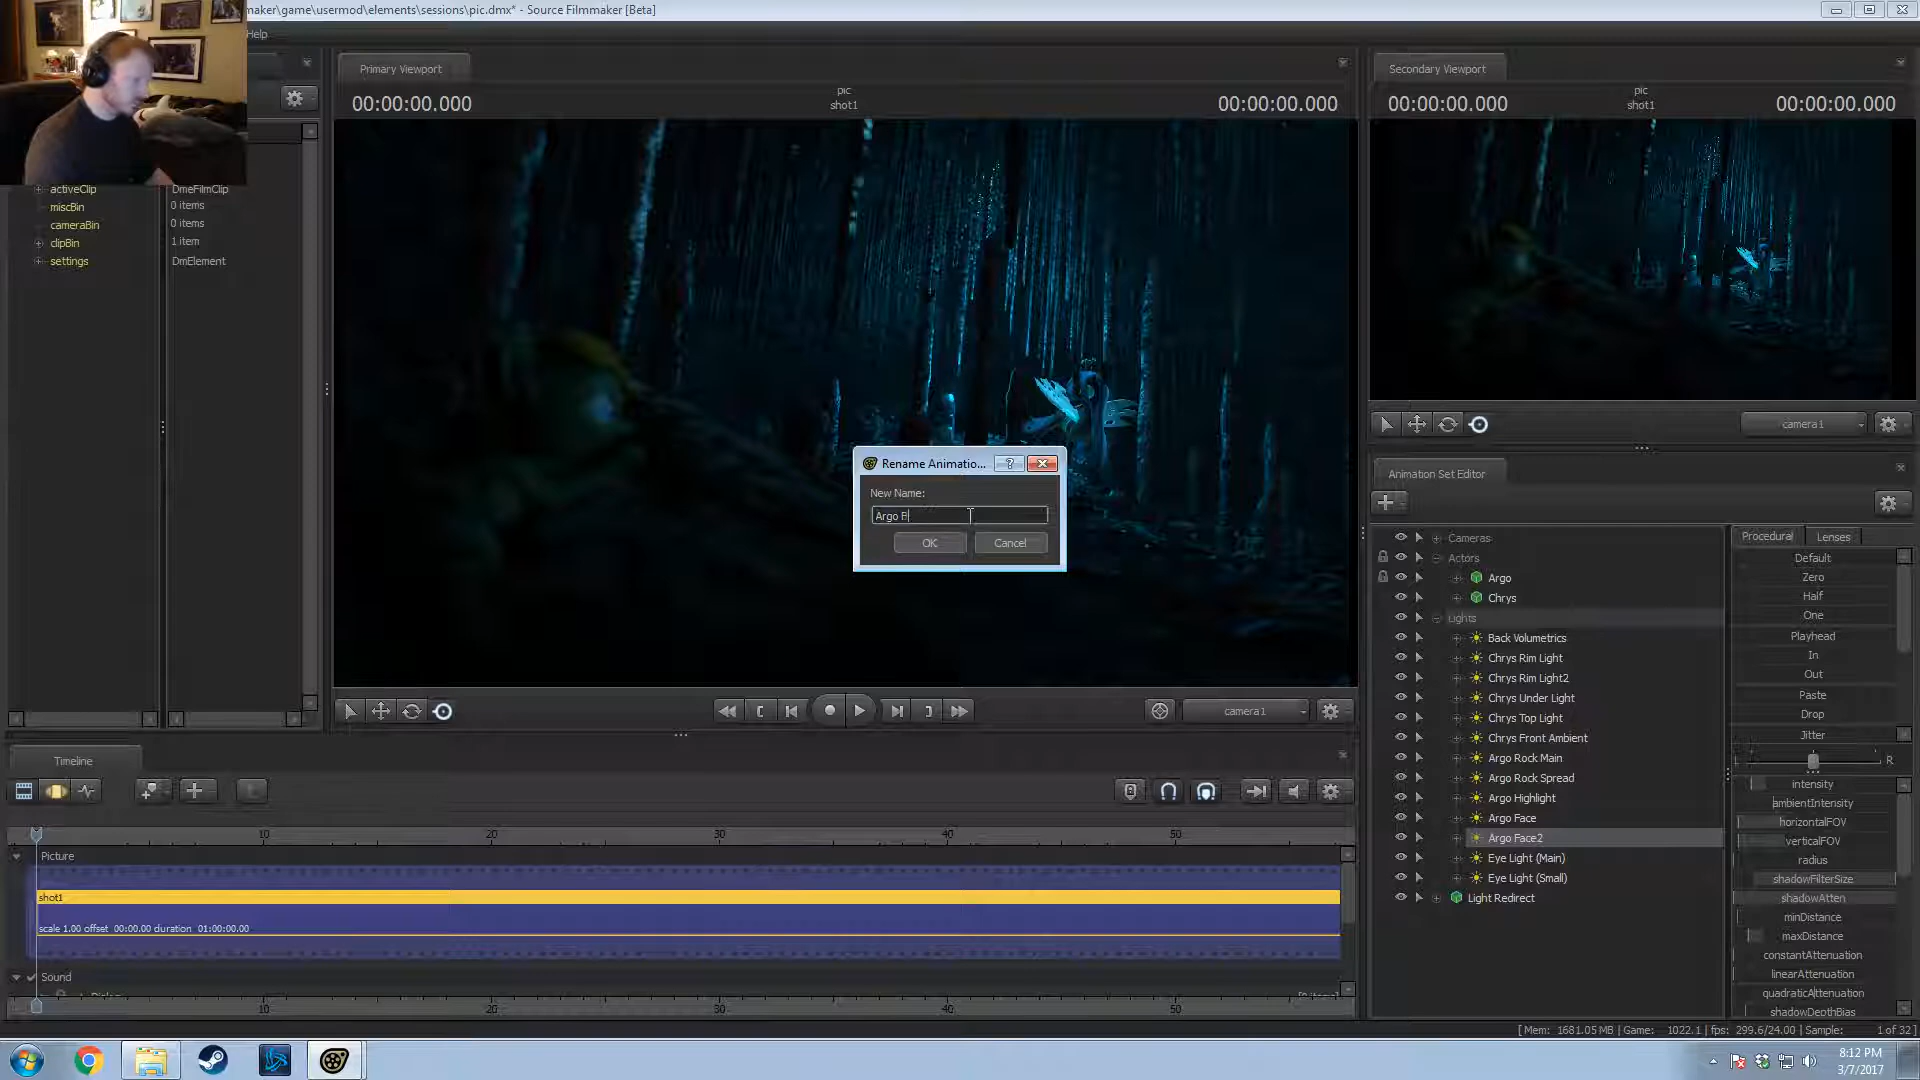 maker\game\usermod\elements\sessions\pic.dmx* - Source Filmmaker [Beta]
Help
Primary Viewport
Secondary Viewport
00:00:00.000
pic
shot1
00:00:00.000
00:00:00.000
pic
shot1
00:00:00.000
activeClip DmeFilmClip
miscBin 0 items
cameraBin 0 items
clipBin 1 item
settings DmElement
Rename Animatio...
New Name:
Argo B
OK Cancel
camera1
camera1
Animation Set Editor
Cameras
Actors
Argo
Chrys
Lights
Back Volumetrics
Chrys Rim Light
Chrys Rim Light2
Chrys Under Light
Chrys Top Light
Chrys Front Ambient
Argo Rock Main
Argo Rock Spread
Argo Highlight
Argo Face
Argo Face2
Eye Light (Main)
Eye Light (Small)
Light Redirect
Procedural Lenses
Default
Zero
Half
One
Playhead
In
Out
Paste
Drop
Jitter
L R
intensity
ambientIntensity
horizontalFOV
verticalFOV
radius
shadowFilterSize
shadowAtten
minDistance
maxDistance
constantAttenuation
linearAttenuation
quadraticAttenuation
shadowDepthBias
Timeline
10 20 30 40 50
Picture
shot1
scale 1.00 offset 00:00.00 duration 01:00:00.00
Sound
10 20 30 40 50
[ Mem: 1681.05 MB | Game: 1022.1 | fps: 299.6/24.00 | Sample: 1 of 32 ]
8:12 PM
3/7/2017